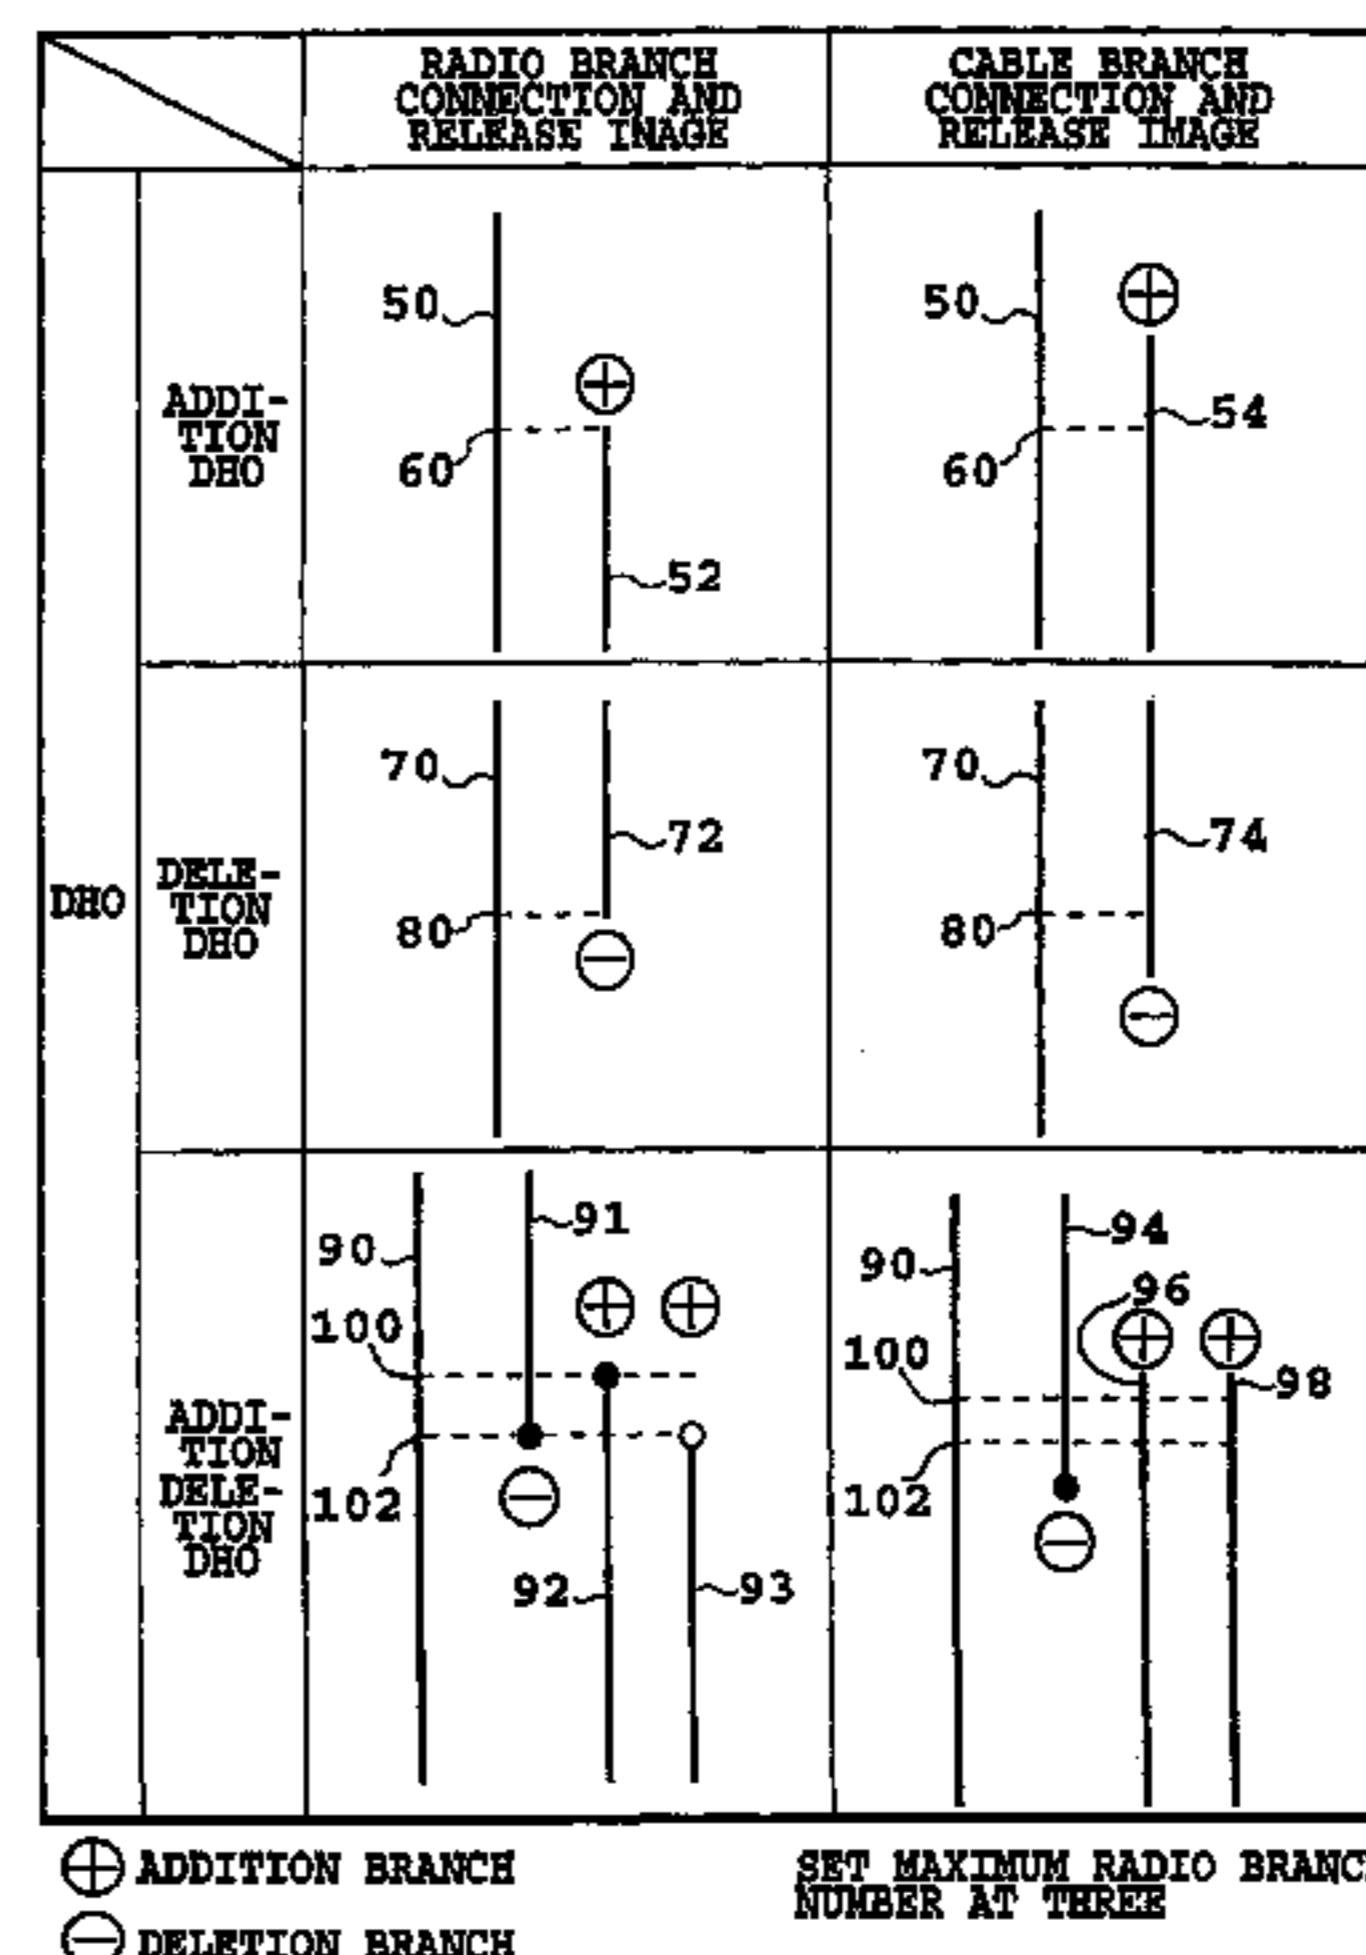 RADIO BRANCH
CONNECTION AND
RELEASE IMAGE
CABLE BRANCH
CONNECTION AND
RELEASE IMAGE
DHO
ADDI-
TION
DHO
50
60
52
50
60
54
DELE-
TION
DHO
70
72
80
70
74
80
ADDI-
TION
DELE-
TION
DHO
90
91
100
102
92
93
90
94
96
100
98
102
ADDITION BRANCH
DELETION BRANCH
SET MAXIMUM RADIO BRANC
NUMBER AT THREE